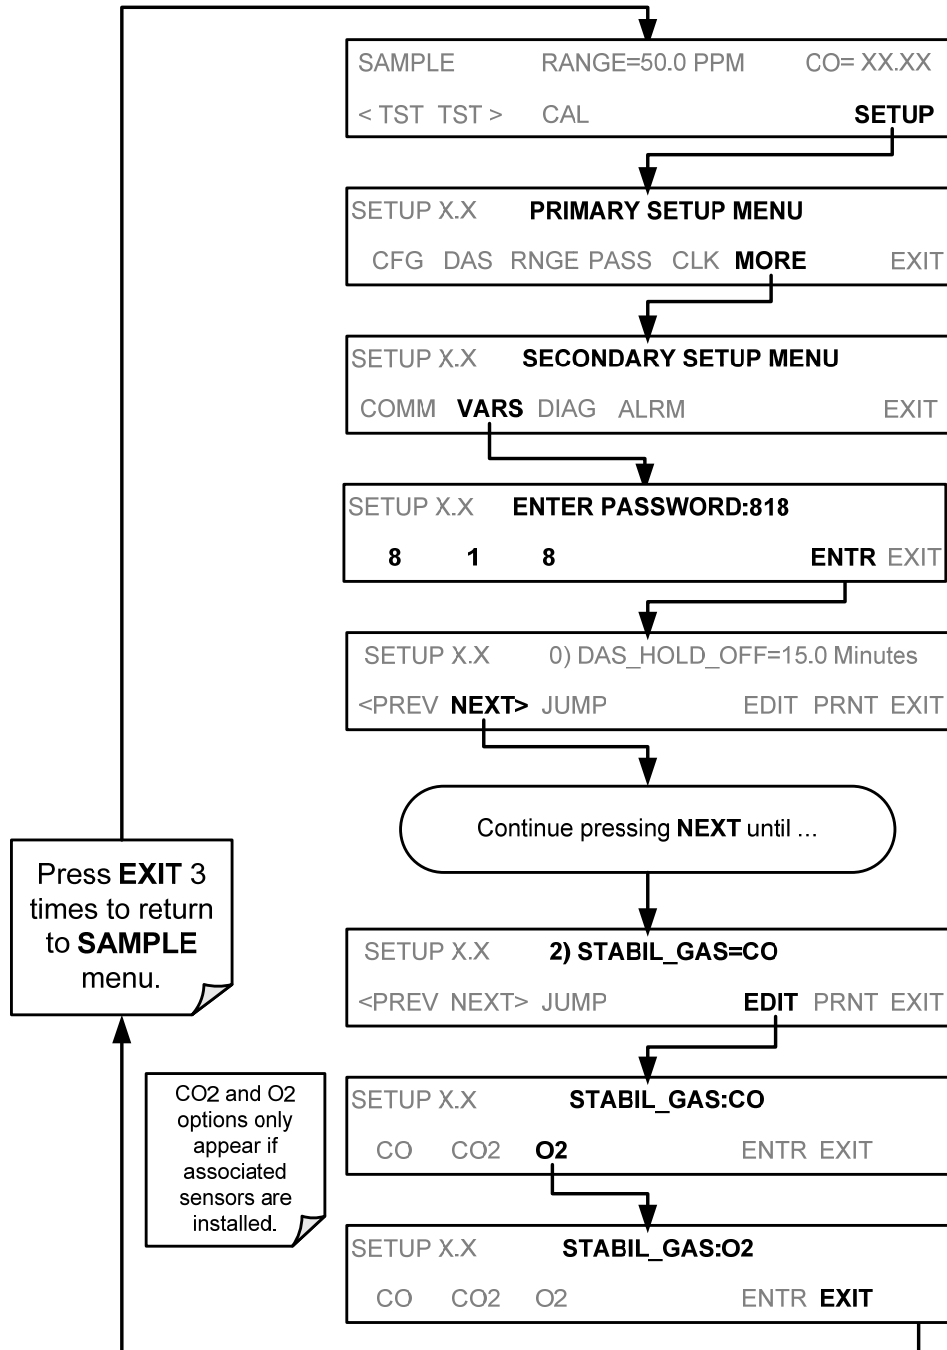 SAMPLE RANGE=50.0 PPM CO= XX.XX
< TST TST > CAL SETUP
SETUP X.X PRIMARY SETUP MENU
CFG DAS RNGE PASS CLK MORE EXIT
SETUP X.X SECONDARY SETUP MENU
COMM VARS DIAG ALRM EXIT
SETUP X.X ENTER PASSWORD:818
8 1 8 ENTR EXIT
SETUP X.X 0) DAS_HOLD_OFF=15.0 Minutes
<PREV NEXT> JUMP EDIT PRNT EXIT
Continue pressing NEXT until ...
Press EXIT 3
times to return
to SAMPLE
menu.
SETUP X.X 2) STABIL_GAS=CO
<PREV NEXT> JUMP EDIT PRNT EXIT
CO2 and O2
options only
appear if
associated
sensors are
installed.
SETUP X.X STABIL_GAS:CO
CO CO2 O2 ENTR EXIT
SETUP X.X STABIL_GAS:O2
CO CO2 O2 ENTR EXIT